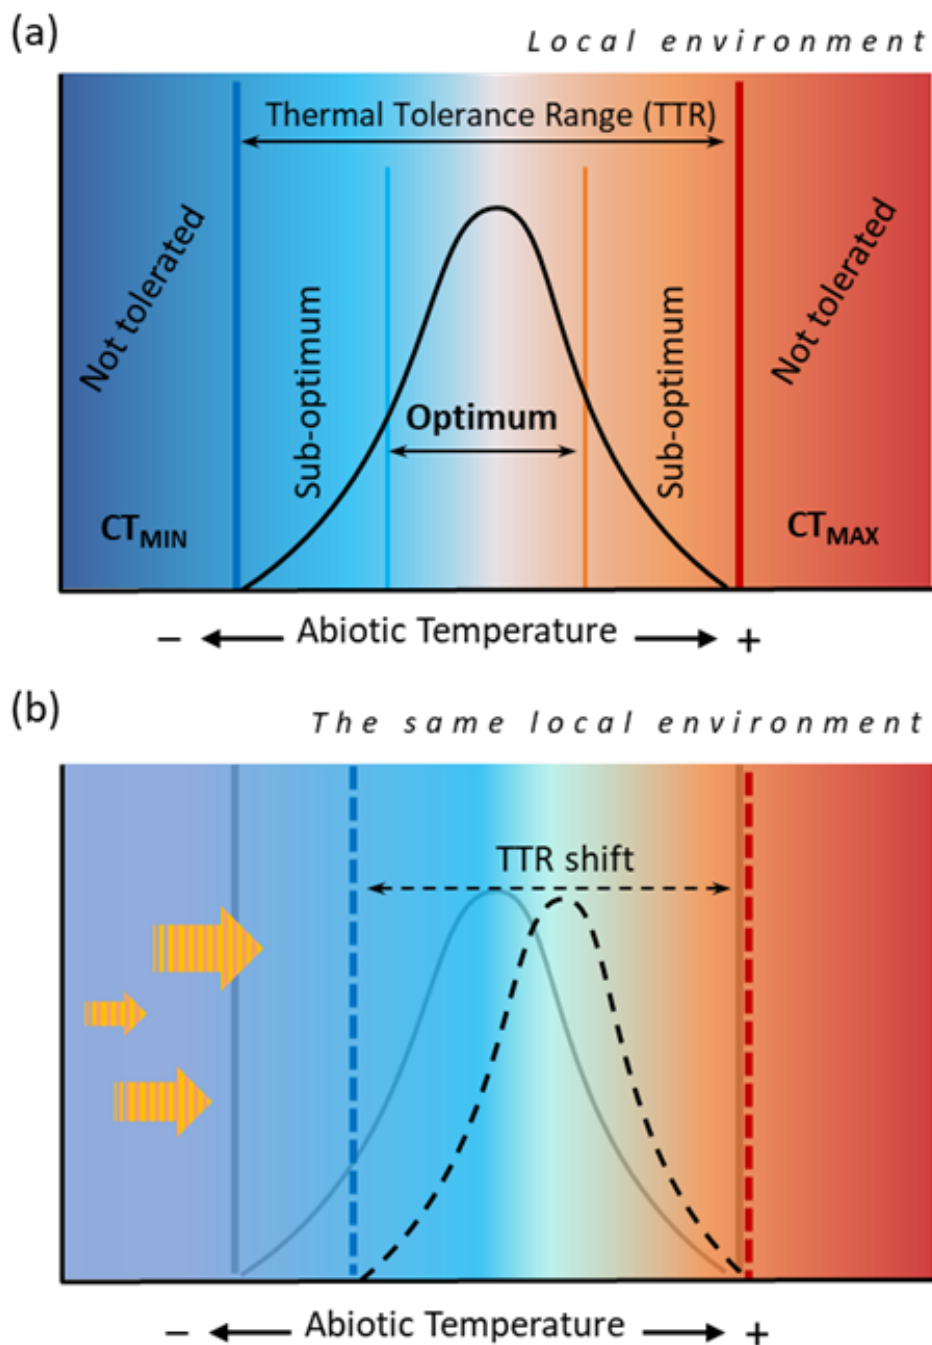 (a)
Local environment
Thermal Tolerance Range (TTR)
Not tolerated
Sub-optimum
Optimum
Sub-optimum
Not tolerated
CTMIN
CTMAX
− Abiotic Temperature +
(b)
The same local environment
TTR shift
− Abiotic Temperature +